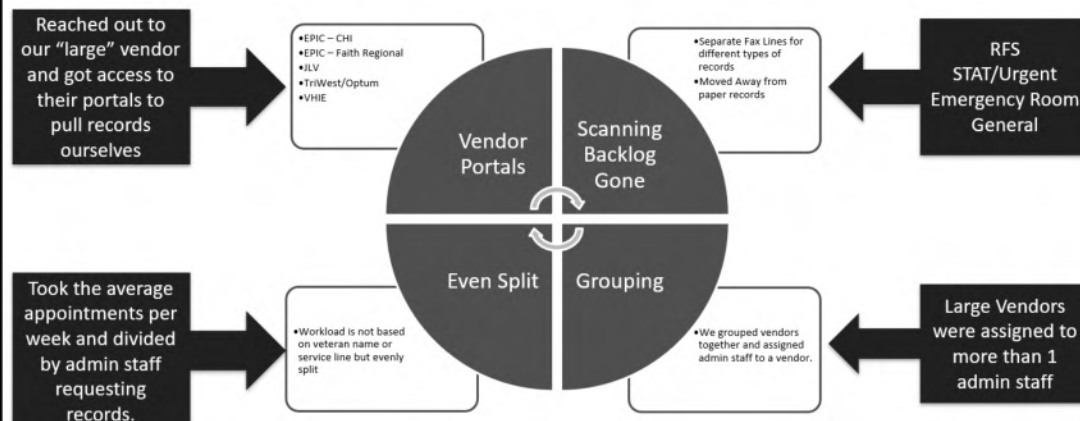 Reached out to
our "large" vendor
and got access to
their portals to
pull records
ourselves
•EPIC – CHI
•EPIC – Faith Regional
•JLV
•TriWest/Optum
•VHIE
Vendor
Portals
Scanning
Backlog
Gone
•Separate Fax Lines for
different types of
records
•Moved Away from
paper records
RFS
STAT/Urgent
Emergency Room
General
Took the average
appointments per
week and divided
by admin staff
requesting
records.
•Workload is not based
on veteran name or
service line but evenly
split
Even Split
Grouping
•We grouped vendors
together and assigned
admin staff to a vendor.
Large Vendors
were assigned to
more than 1
admin staff